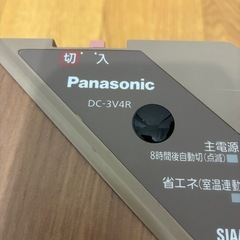 切 入
Panasonic
DC-3V4R
主電源
8時間後自動切(点滅)
省エネ(室温連動
SIAA